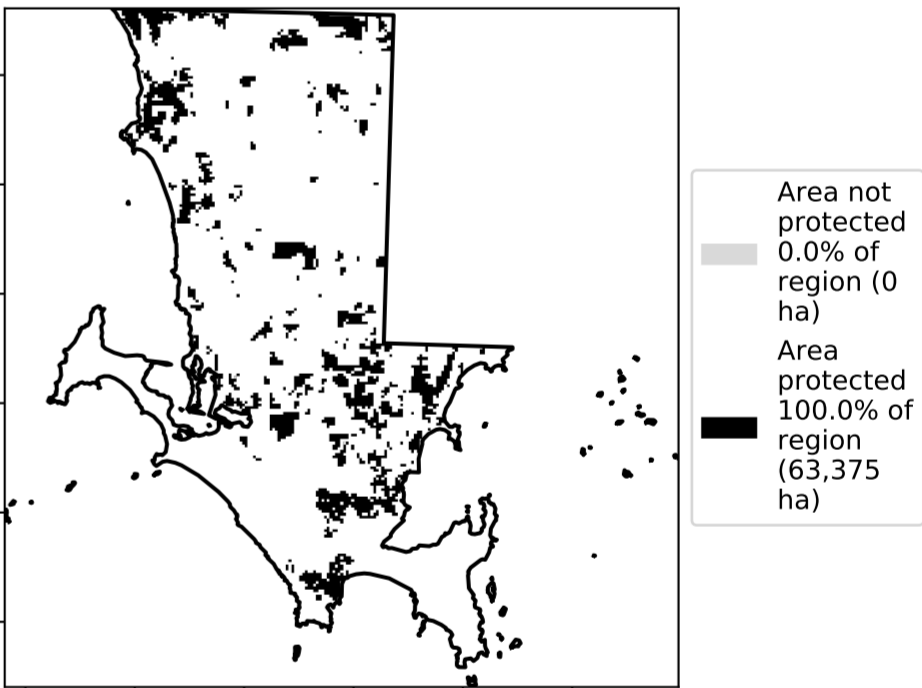 Area not
protected
0.0% of
region (0
ha)
Area
protected
100.0% of
region
(63,375
ha)